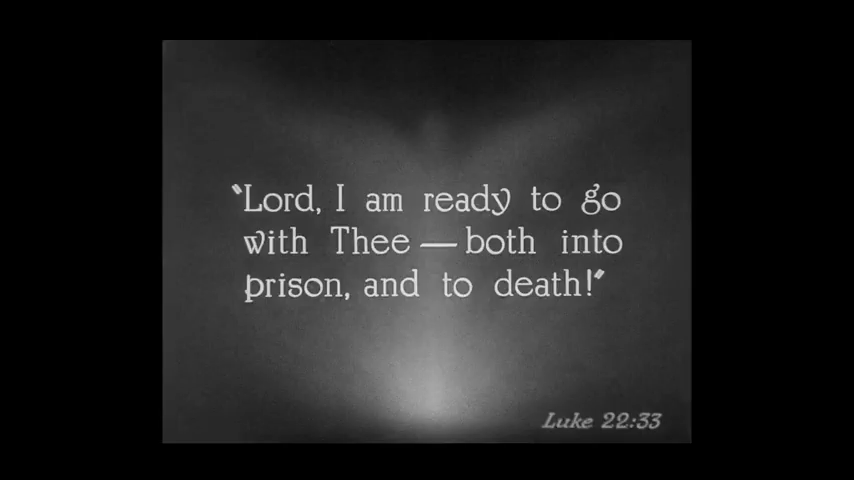 "Lord, I am ready to go
with Thee — both into
prison, and to death!"
Luke 22:33